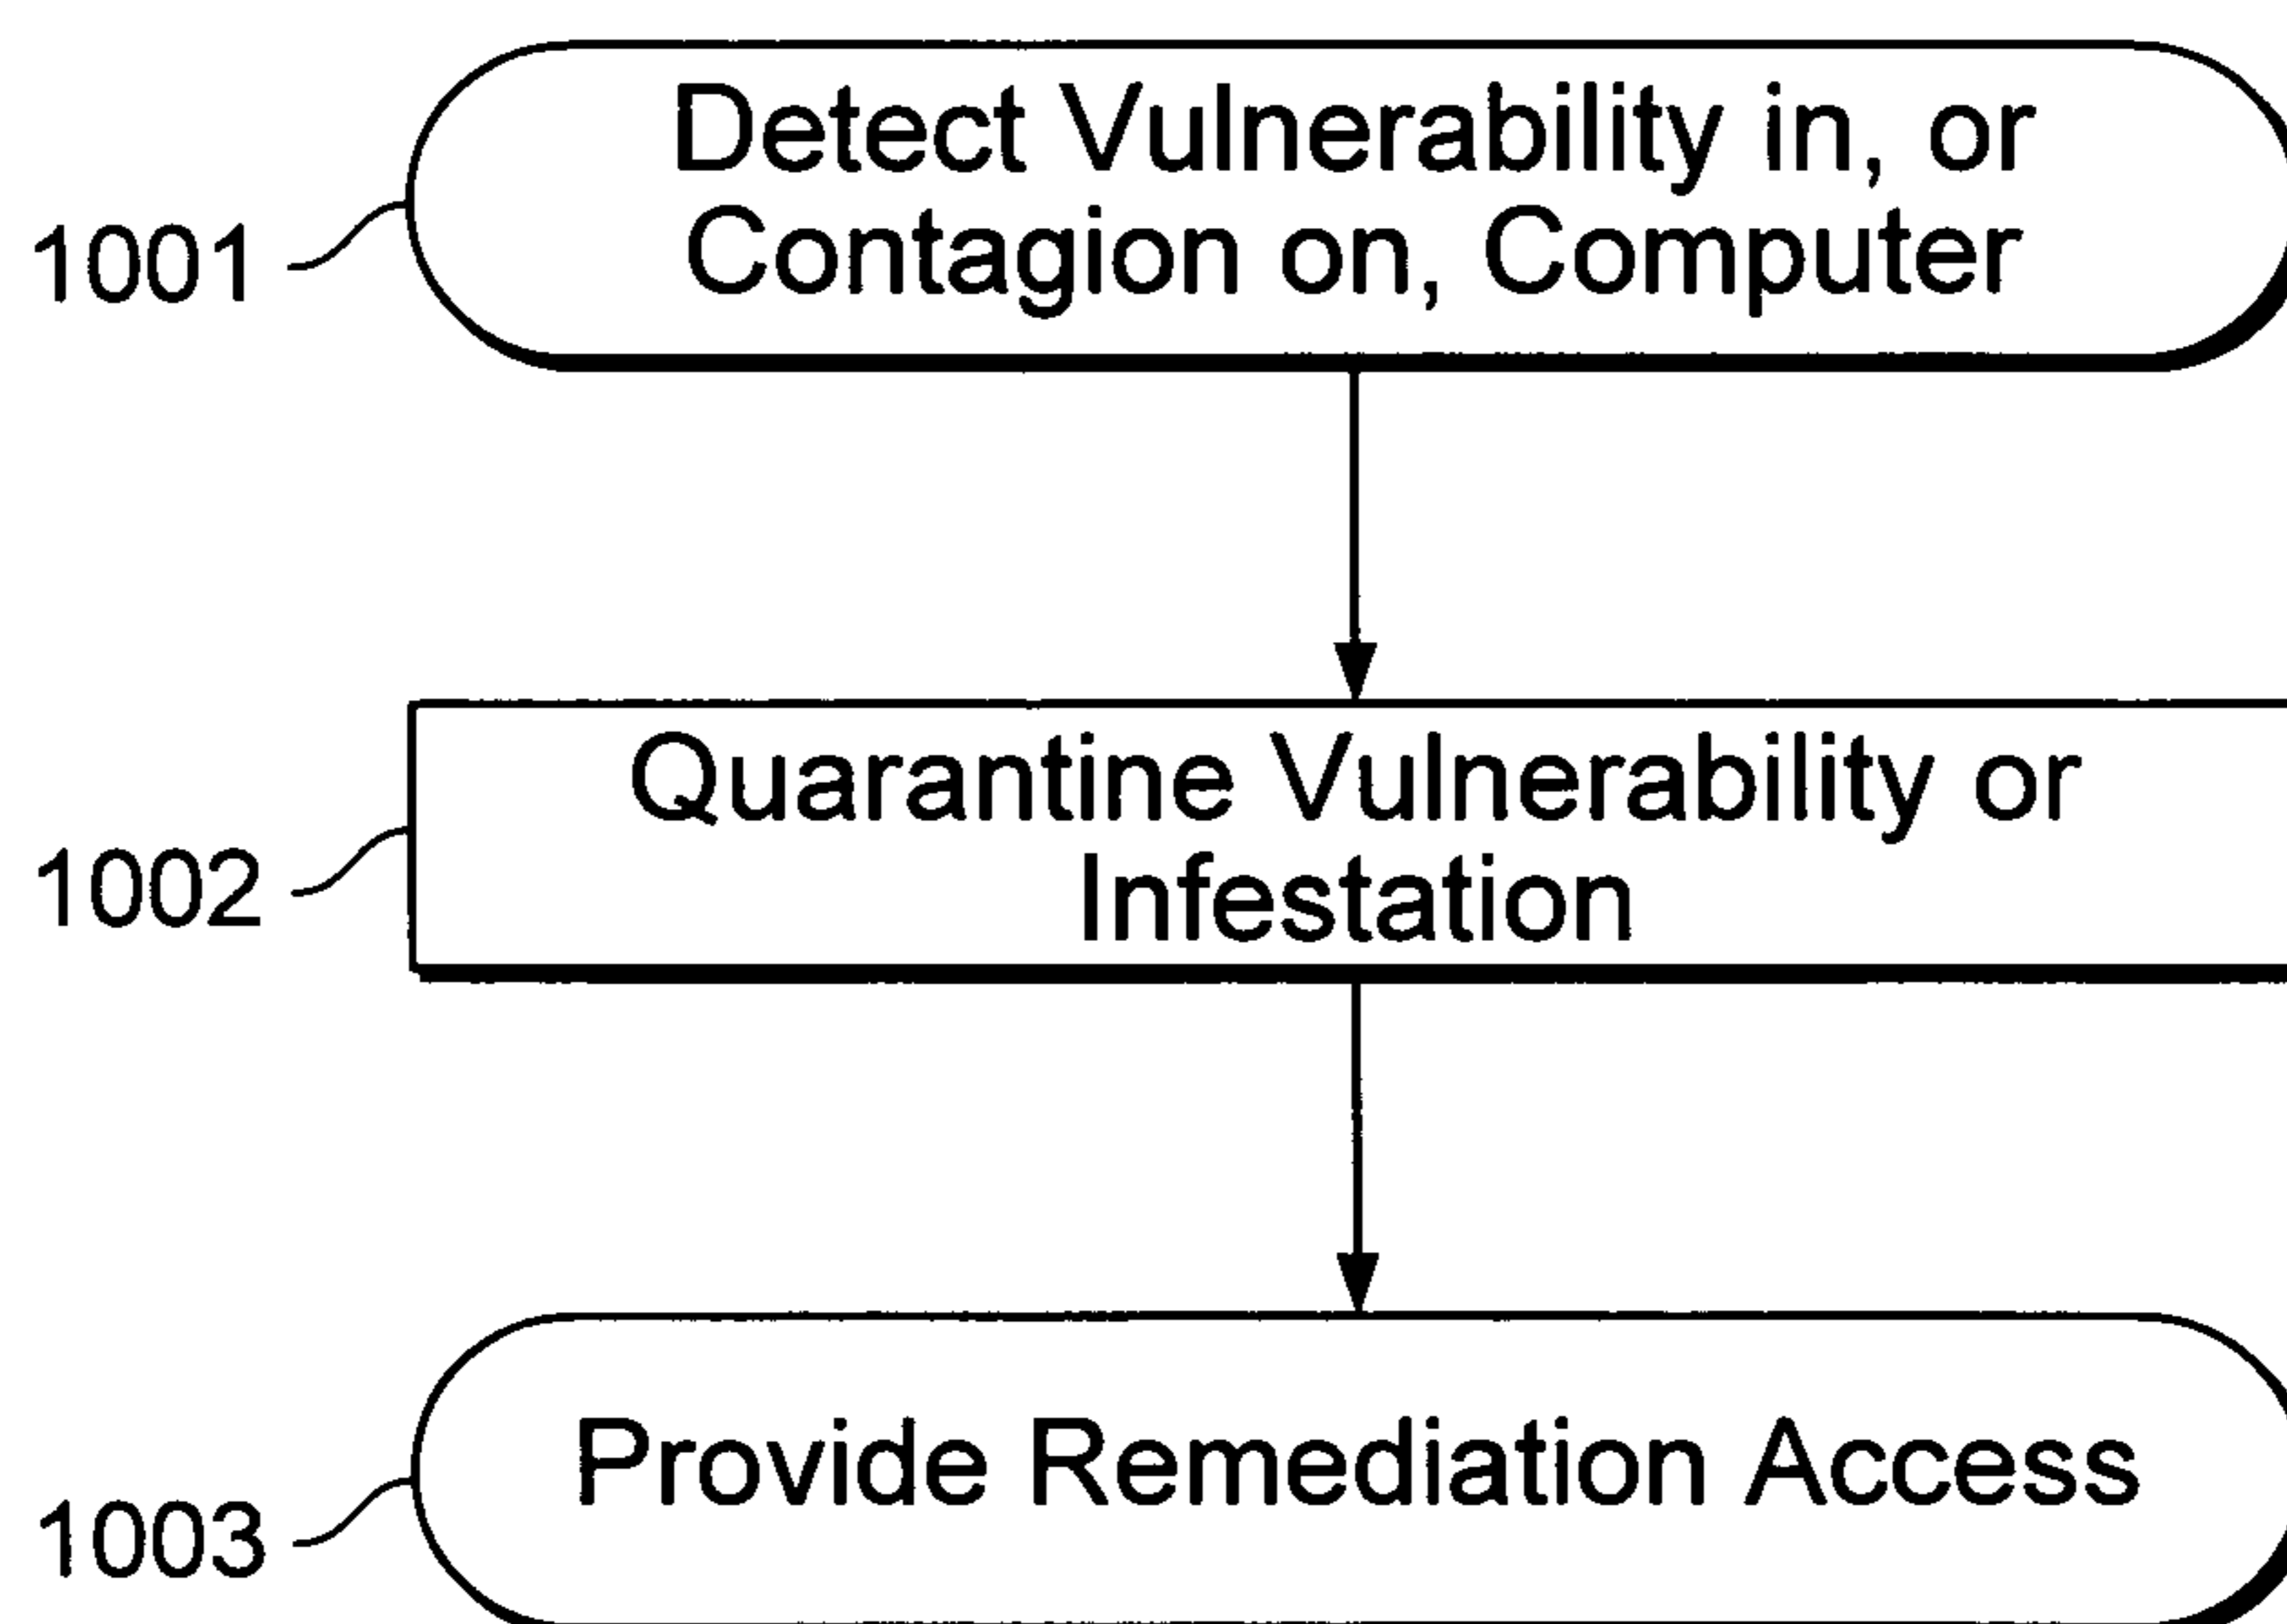 Detect Vulnerability in, or
Contagion on, Computer
1001
Quarantine Vulnerability or
Infestation
1002
Provide Remediation Access
1003